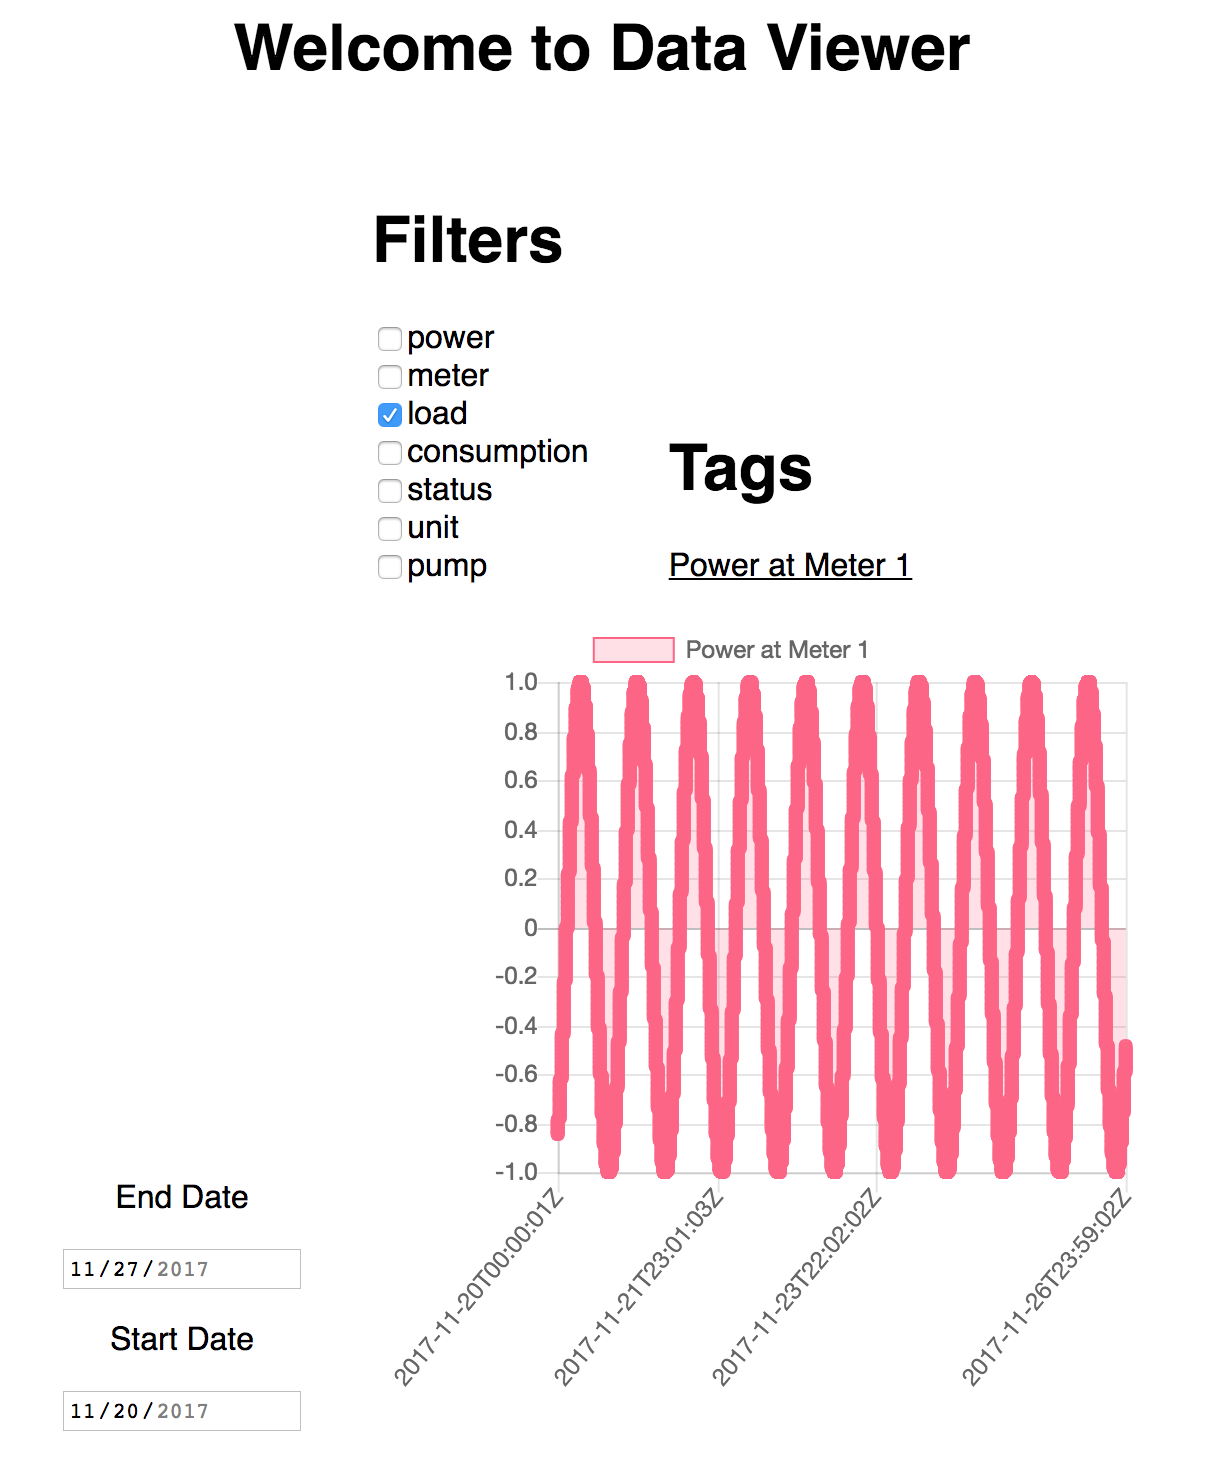 Welcome to Data Viewer
Filters
power
meter
load
consumption
status
unit
pump
Tags
Power at Meter 1
Power at Meter 1
1.0
0.8
0.6
0.4
0.2
0
-0.2
-0.4
-0.6
-0.8
-1.0
2017-11-20T00:00:01Z
2017-11-21T23:01:03Z
2017-11-23T22:02:02Z
2017-11-26T23:59:02Z
End Date
11/27/2017
Start Date
11/20/2017